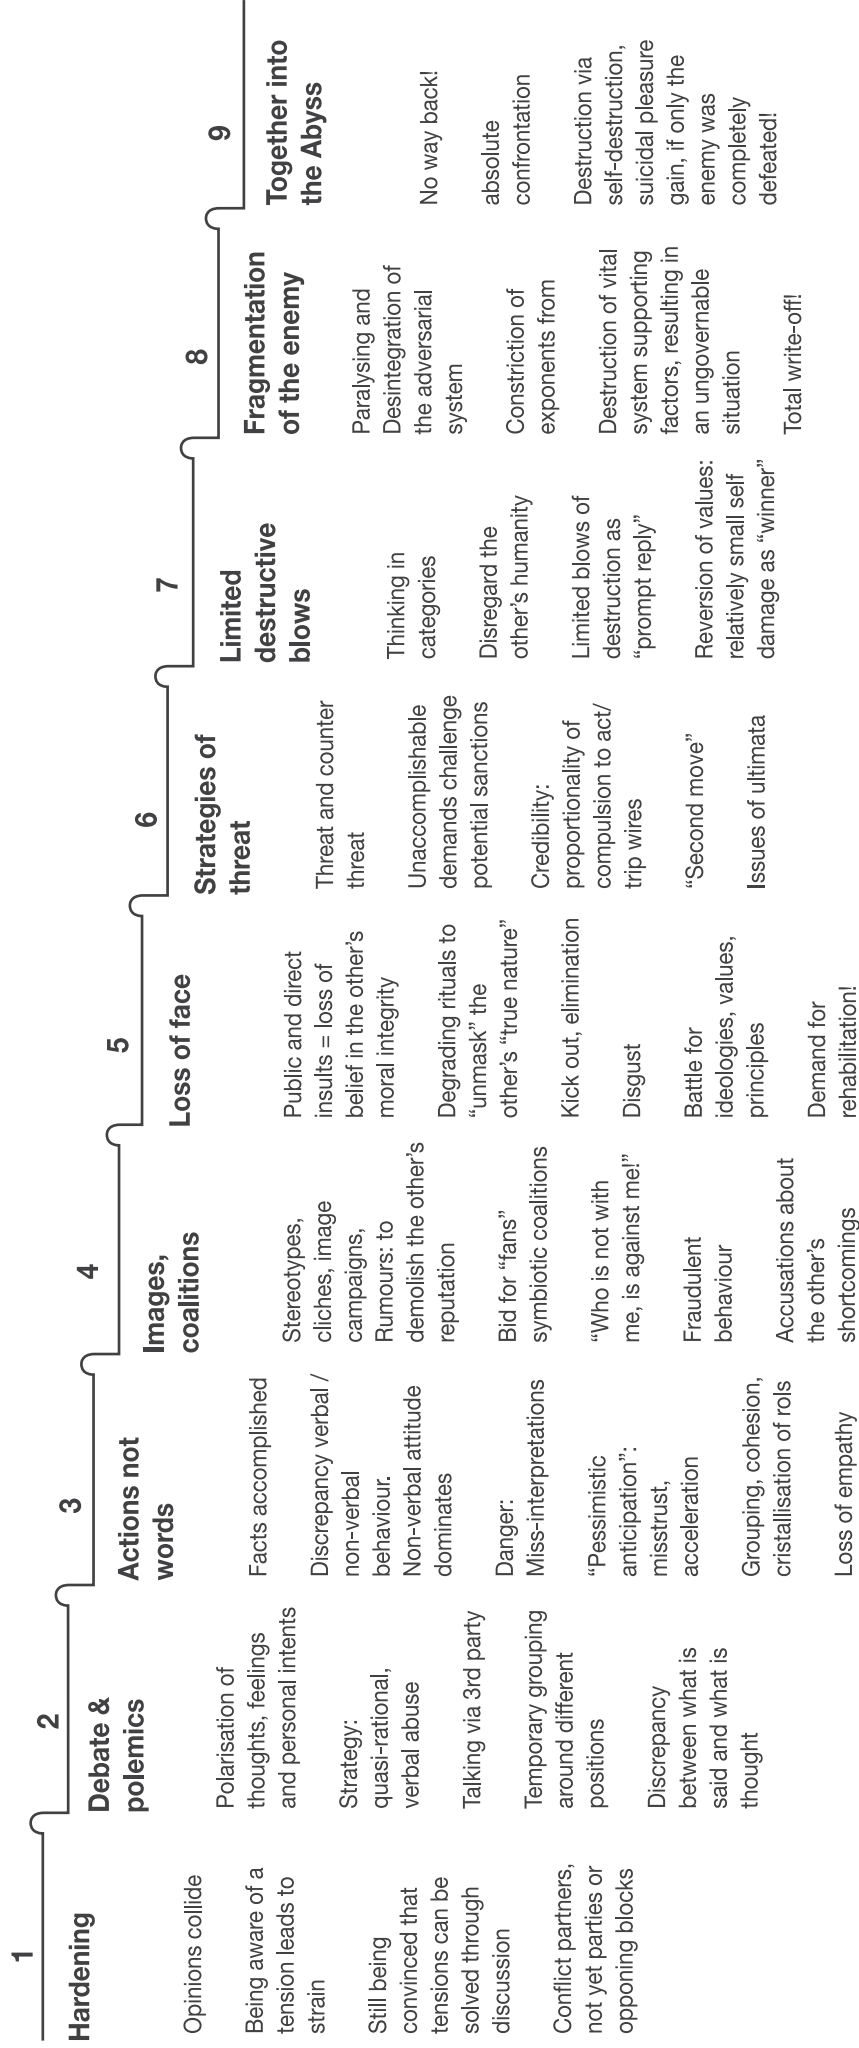 1
Hardening
Opinions collide
Being aware of a
tension leads to
strain
Still being
convinced that
tensions can be
solved through
discussion
Conflict partners,
not yet parties or
opponing blocks
2
Debate &
polemics
Polarisation of
thoughts, feelings
and personal intents
Strategy:
quasi-rational,
verbal abuse
Talking via 3rd party
Temporary grouping
around different
positions
Discrepancy
between what is
said and what is
thought
3
Actions not
words
Facts accomplished
Discrepancy verbal /
non-verbal
behaviour.
Non-verbal attitude
dominates
Danger:
Miss-interpretations
“Pessimistic
anticipation”:
misstrust,
acceleration
Grouping, cohesion,
cristallisation of rols
Loss of empathy
4
Images,
coalitions
Stereotypes,
cliches, image
campaigns,
Rumours: to
demolish the other’s
reputation
Bid for “fans”
symbiotic coalitions
“Who is not with
me, is against me!”
Fraudulent
behaviour
Accusations about
the other’s
shortcomings
5
Loss of face
Public and direct
insults = loss of
belief in the other’s
moral integrity
Degrading rituals to
“unmask” the
other’s “true nature”
Kick out, elimination
Disgust
Battle for
ideologies, values,
principles
Demand for
rehabilitation!
6
Strategies of
threat
Threat and counter
threat
Unaccomplishable
demands challenge
potential sanctions
Credibility:
proportionality of
compulsion to act/
trip wires
“Second move”
Issues of ultimata
7
Limited
destructive
blows
Thinking in
categories
Disregard the
other’s humanity
Limited blows of
destruction as
“prompt reply”
Reversion of values:
relatively small self
damage as “winner”
8
Fragmentation
of the enemy
Paralysing and
Desintegration of
the adversarial
system
Constriction of
exponents from
Destruction of vital
system supporting
factors, resulting in
an ungovernable
situation
Total write-off!
9
Together into
the Abyss
No way back!
absolute
confrontation
Destruction via
self-destruction,
suicidal pleasure
gain, if only the
enemy was
completely
defeated!